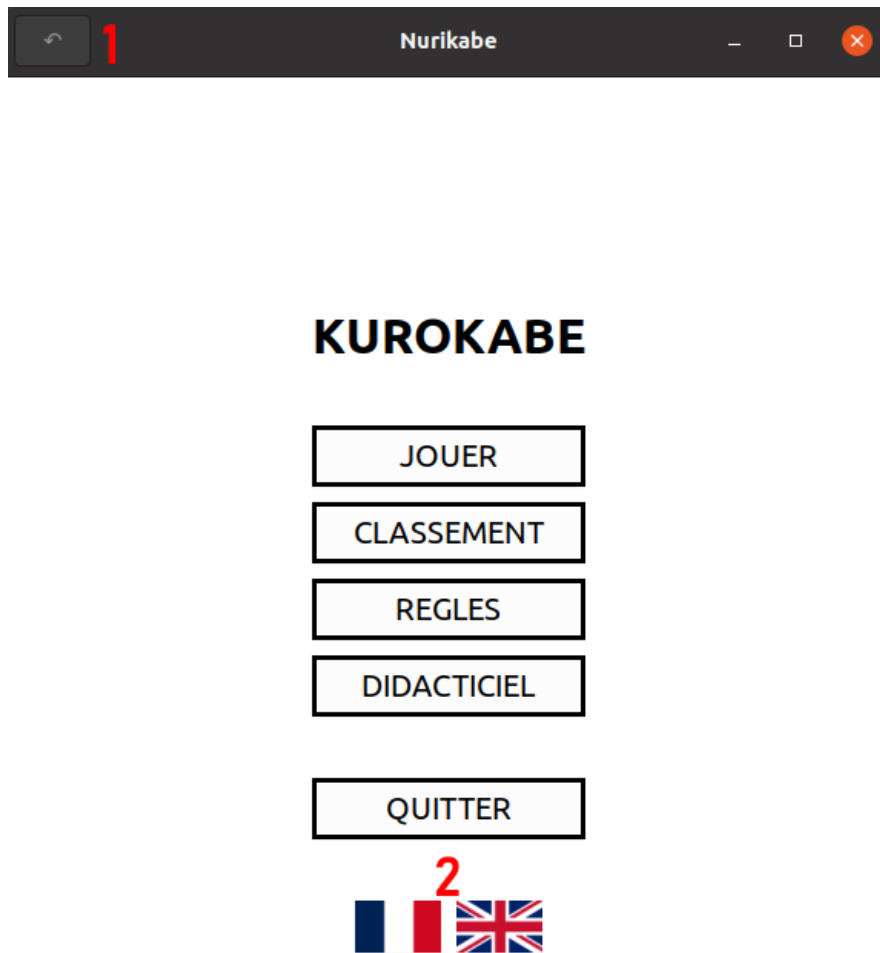 1
Nurikabe
KUROKABE
JOUER
CLASSEMENT
REGLES
DIDACTICIEL
QUITTER
2